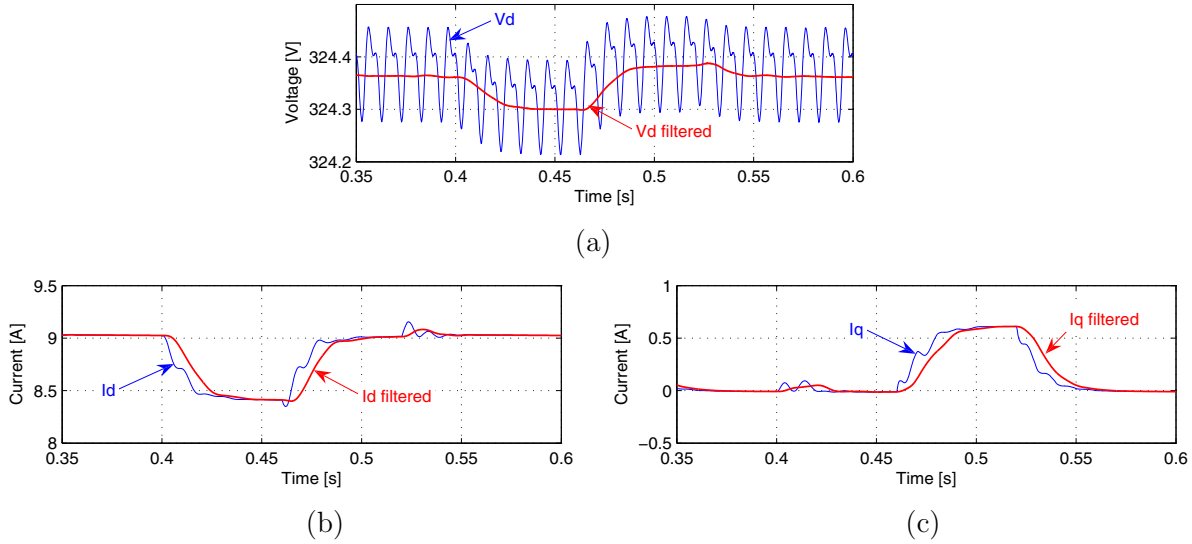 Vd
324.4
324.3
324.2
Voltage [V]
Vd filtered
0.35 0.4 0.45 0.5 0.55 0.6
Time [s]
(a)
9.5
9
8.5
8
Current [A]
Id
Id filtered
0.35 0.4 0.45 0.5 0.55 0.6
Time [s]
(b)
1
0.5
0
−0.5
Current [A]
Iq
Iq filtered
0.35 0.4 0.45 0.5 0.55 0.6
Time [s]
(c)